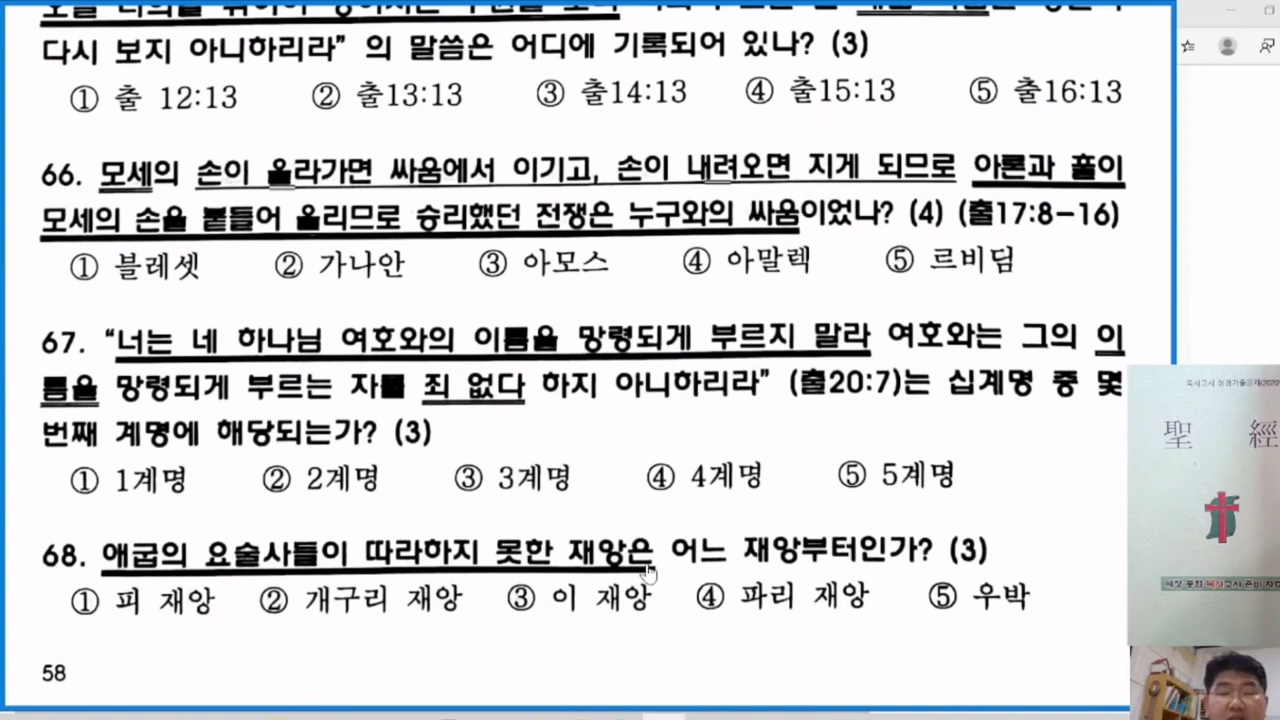 다시 보지 아니하리라” 의 말씀은 어디에 기록되어 있나? (3)
① 출 12:13 ② 출13:13 ③ 출14:13 ④ 출15:13 ⑤ 출16:13
66. 모세의 손이 올라가면 싸움에서 이기고, 손이 내려오면 지게 되므로 아론과 훌이
모세의 손을 붙들어 올리므로 승리했던 전쟁은 누구와의 싸움이었나? (4) (출17:8-16)
① 블레셋 ② 가나안 ③ 아모스 ④ 아말렉 ⑤ 르비딤
67. “너는 네 하나님 여호와의 이름을 망령되게 부르지 말라 여호와는 그의 이
름을 망령되게 부르는 자를 죄 없다 하지 아니하리라” (출20:7)는 십계명 중 몇
번째 계명에 해당되는가? (3)
① 1계명 ② 2계명 ③ 3계명 ④ 4계명 ⑤ 5계명
68. 애굽의 요술사들이 따라하지 못한 재앙은 어느 재앙부터인가? (3)
① 피 재앙 ② 개구리 재앙 ③ 이 재앙 ④ 파리 재앙 ⑤ 우박
58
聖 經